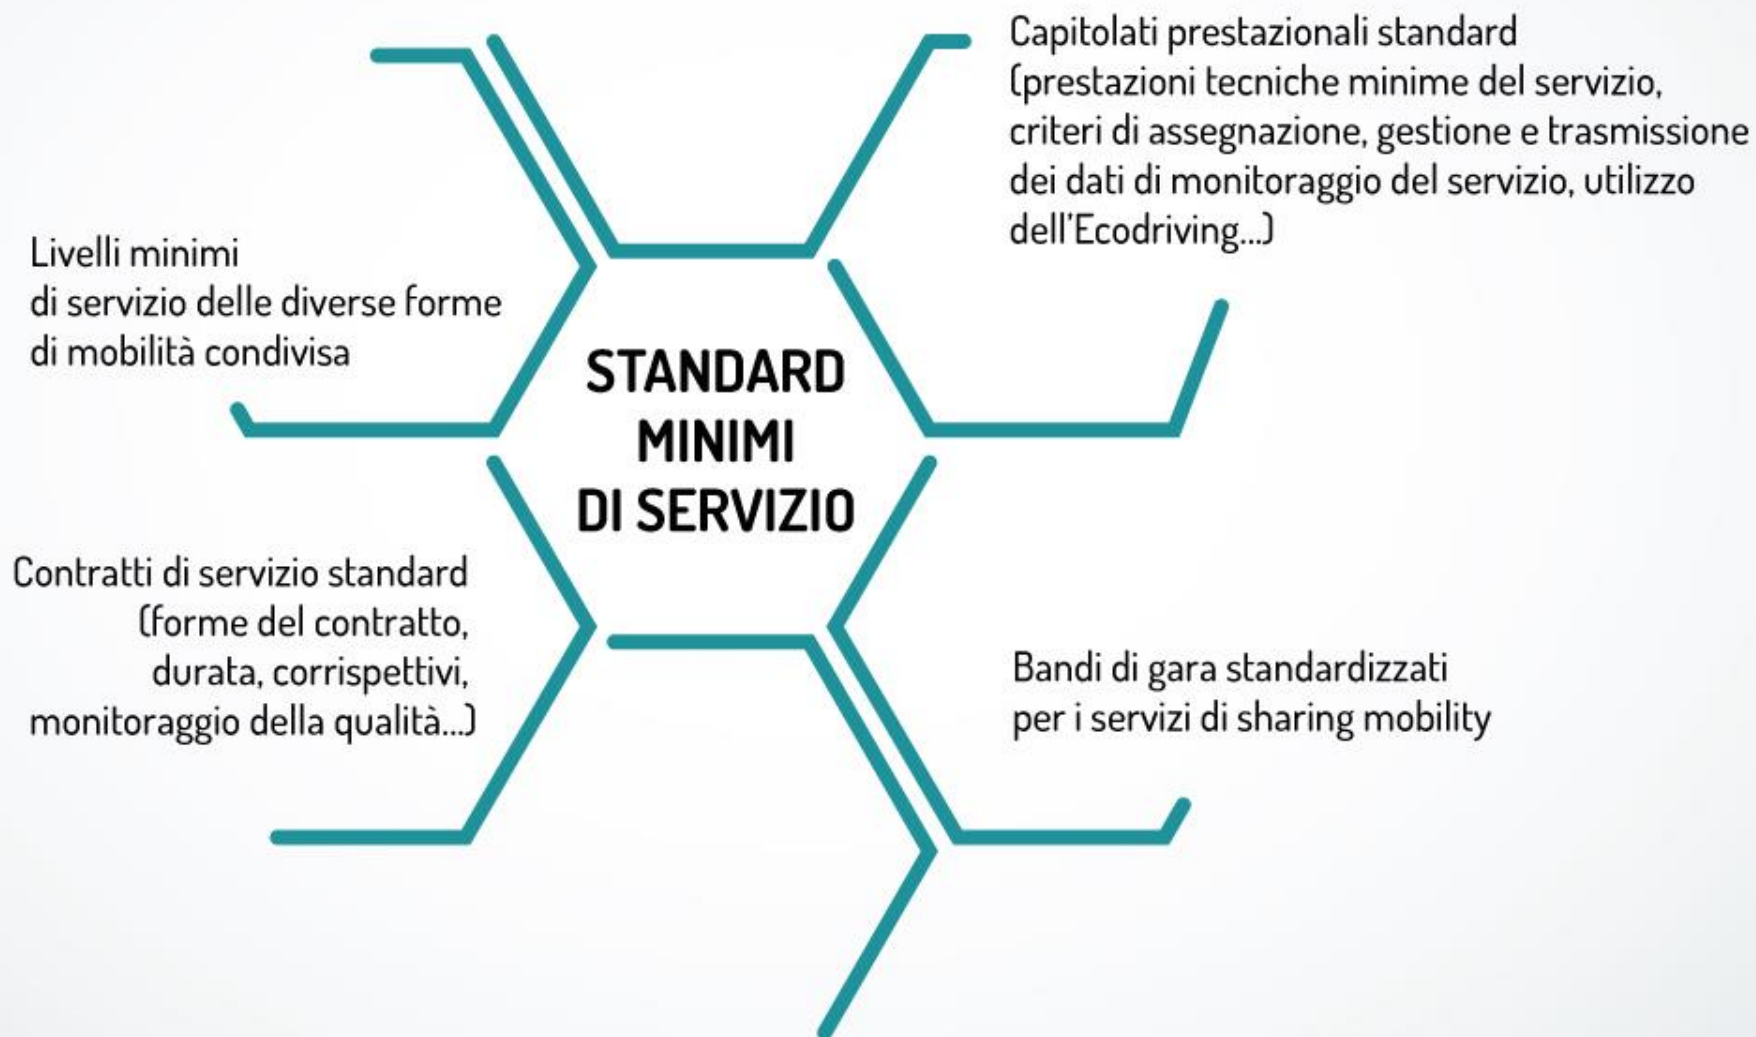 Capitolati prestazionali standard
(prestazioni tecniche minime del servizio,
criteri di assegnazione, gestione e trasmissione
dei dati di monitoraggio del servizio, utilizzo
dell'Ecodriving...)
Livelli minimi
di servizio delle diverse forme
di mobilità condivisa
STANDARD
MINIMI
DI SERVIZIO
Contratti di servizio standard
(forme del contratto,
durata, corrispettivi,
monitoraggio della qualità...)
Bandi di gara standardizzati
per i servizi di sharing mobility